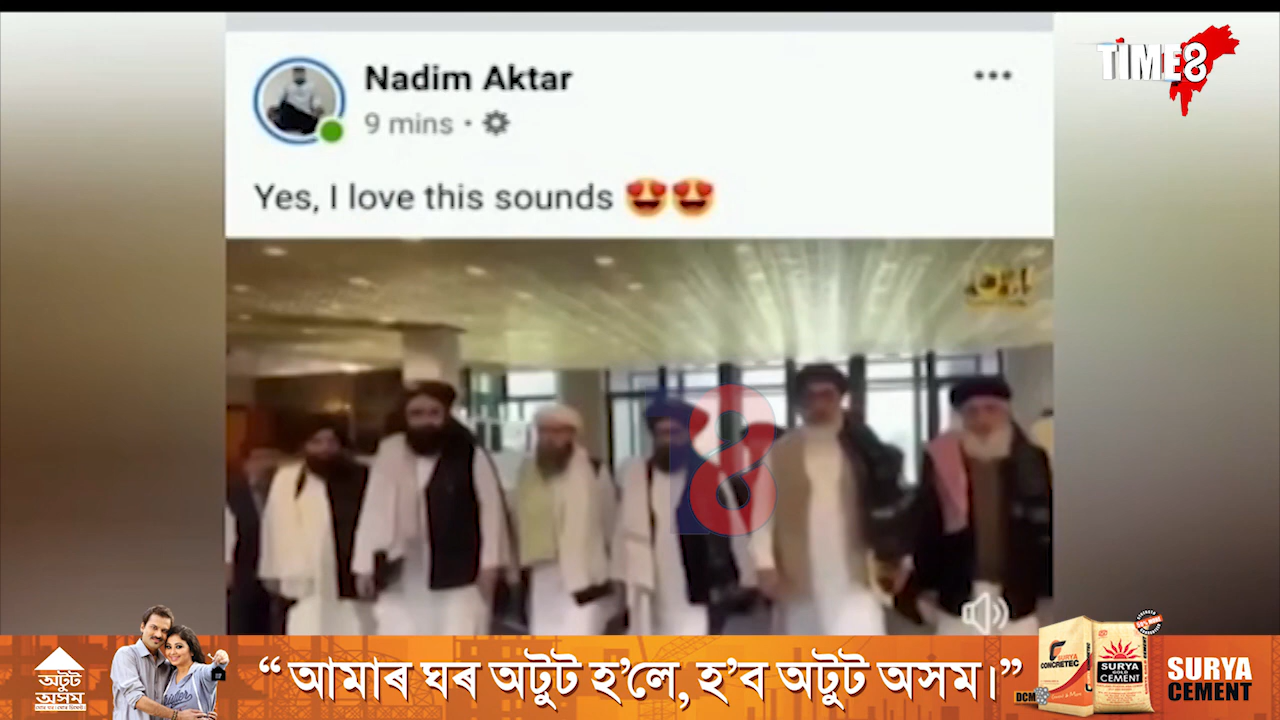 TIME8
Nadim Aktar
9 mins
Yes, I love this sounds 😍😍
8
অটুট
অসম
“আমাৰ ঘৰ অটুট হ’লে, হ’ব অটুট অসম।”
CONCRETEC
DCM
SURYA
CEMENT
SURYA
CEMENT